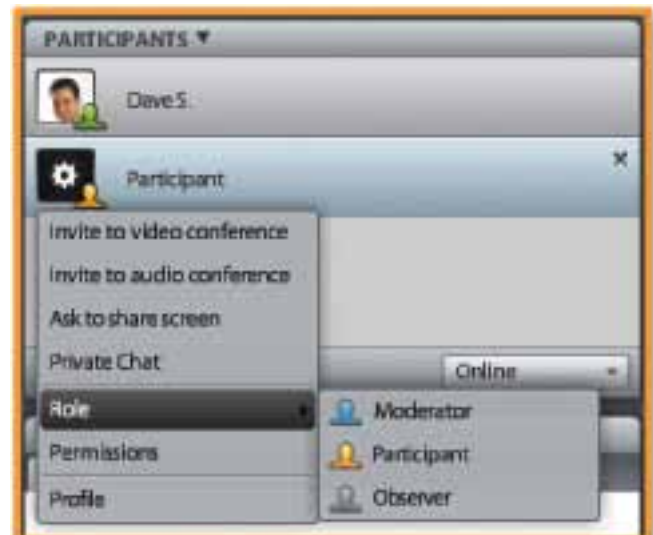 PARTICIPANTS ▼
Dave S.
Participant
Invite to video conference
Invite to audio conference
Ask to share screen
Private Chat
Online
Role
Moderator
Permissions
Participant
Profile
Observer